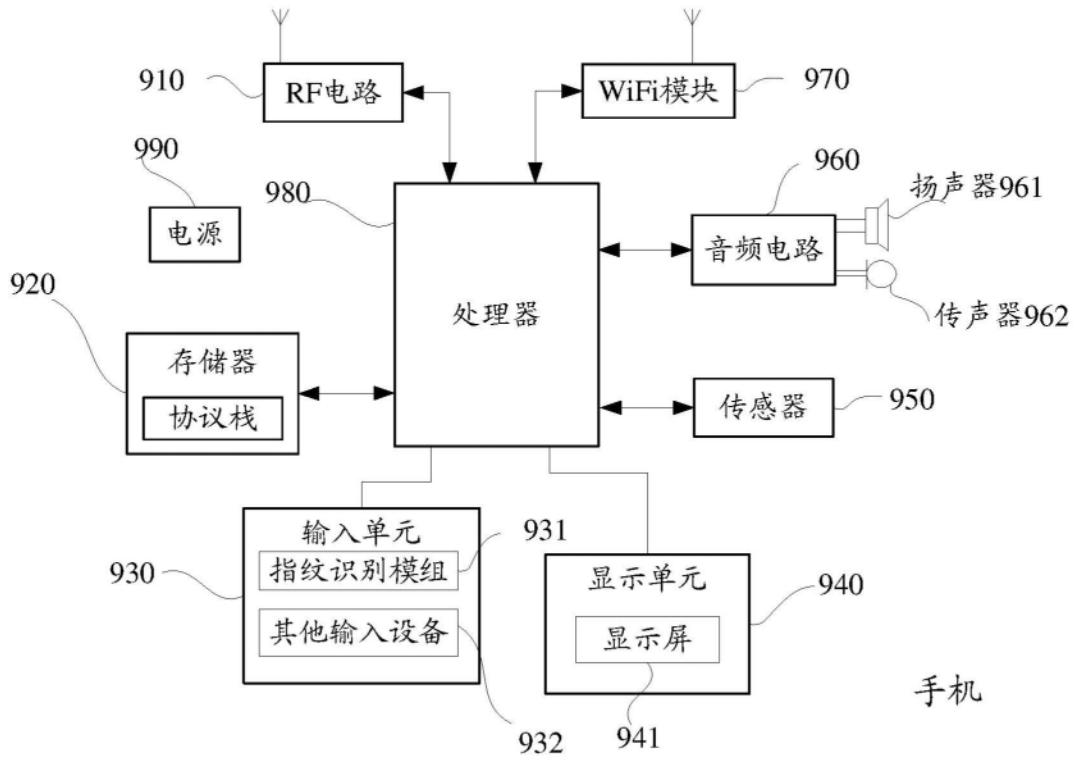 910
RF电路
WiFi模块
970
990
电源
980
处理器
960
音频电路
扬声器961
传声器962
920
存储器
协议栈
传感器
950
输入单元
931
指纹识别模组
930
其他输入设备
932
显示单元
940
显示屏
941
手机